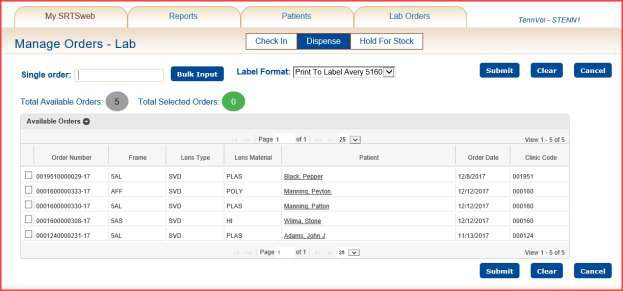 My SRTSweb Reports Patients Lab Orders TermVol - STENN1
Manage Orders - Lab Check In Dispense Hold For Stock
Single order: Bulk Input Label Format: Print To Label Avery 5160 Submit Clear Cancel
Total Available Orders: 5 Total Selected Orders: 0
Available Orders
Page 1 of 1 25 View 1 - 5 of 5
Order Number Frame Lens Type Lens Material Patient Order Date Clinic Code
0019510000029-17 5AL SVD PLAS Black, Pepper 12/8/2017 001951
0001600000333-17 AFF SVD POLY Manning, Peyton 12/12/2017 000160
0001600000330-17 5AL SVD PLAS Manning, Patton 12/12/2017 000160
0001600000308-17 5AS SVD HI Wilma, Stone 12/12/2017 000160
0001240000231-17 5AL SVD PLAS Adams, John J 11/13/2017 000124
Page 1 of 1 25 View 1 - 5 of 5
Submit Clear Cancel